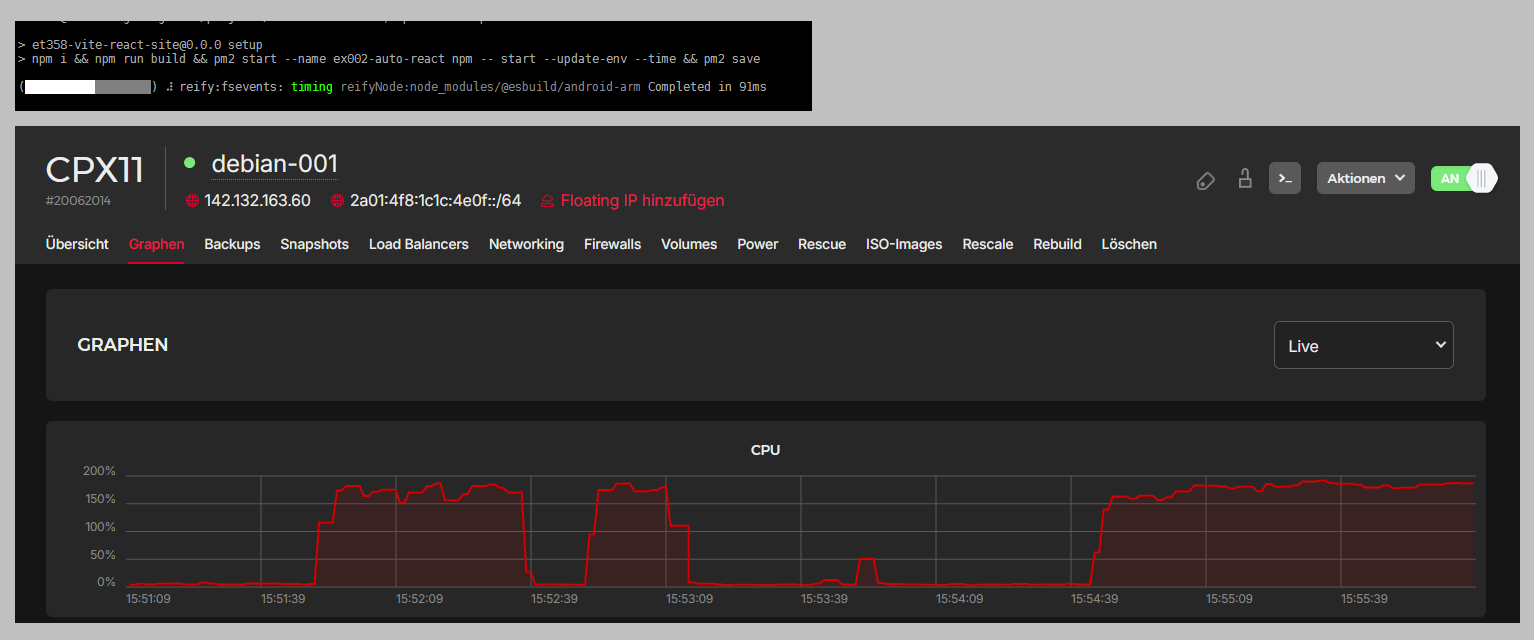 > et358-vite-react-site@0.0.0 setup
> npm i && npm run build && pm2 start --name ex002-auto-react npm -- start --update-env --time && pm2 save
() ⠼ reify:fsevents: timing reifyNode:node_modules/@esbuild/android-arm Completed in 91ms
CPX11
#20062014
debian-001
142.132.163.60 2a01:4f8:1c1c:4e0f::/64 Floating IP hinzufügen
>_ Aktionen AN
Übersicht Graphen Backups Snapshots Load Balancers Networking Firewalls Volumes Power Rescue ISO-Images Rescale Rebuild Löschen
GRAPHEN
Live
CPU
200%
150%
100%
50%
0%
15:51:09 15:51:39 15:52:09 15:52:39 15:53:09 15:53:39 15:54:09 15:54:39 15:55:09 15:55:39